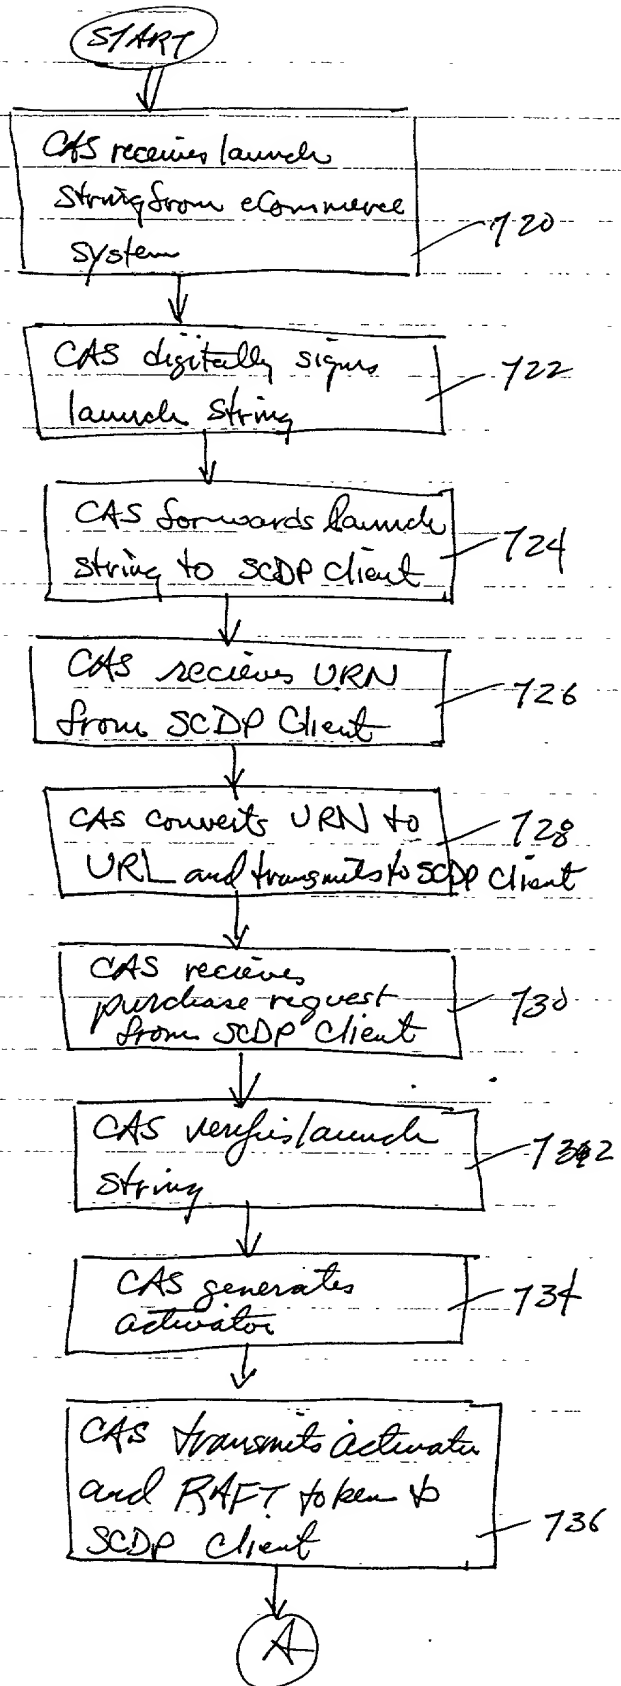 START
CAS receives launch
string from eCommerce
system
720
CAS digitally signs
launch string
722
CAS forwards launch
string to SCDP client
724
CAS recieves URN
from SCDP Client
726
CAS converts URN to
URL and transmits to SCDP client
728
CAS recieves
purchase request
from SCDP client
730
CAS verifies launch
string
732
CAS generates
activator
734
CAS transmits activator
and RAFT token to
SCDP client
736
A